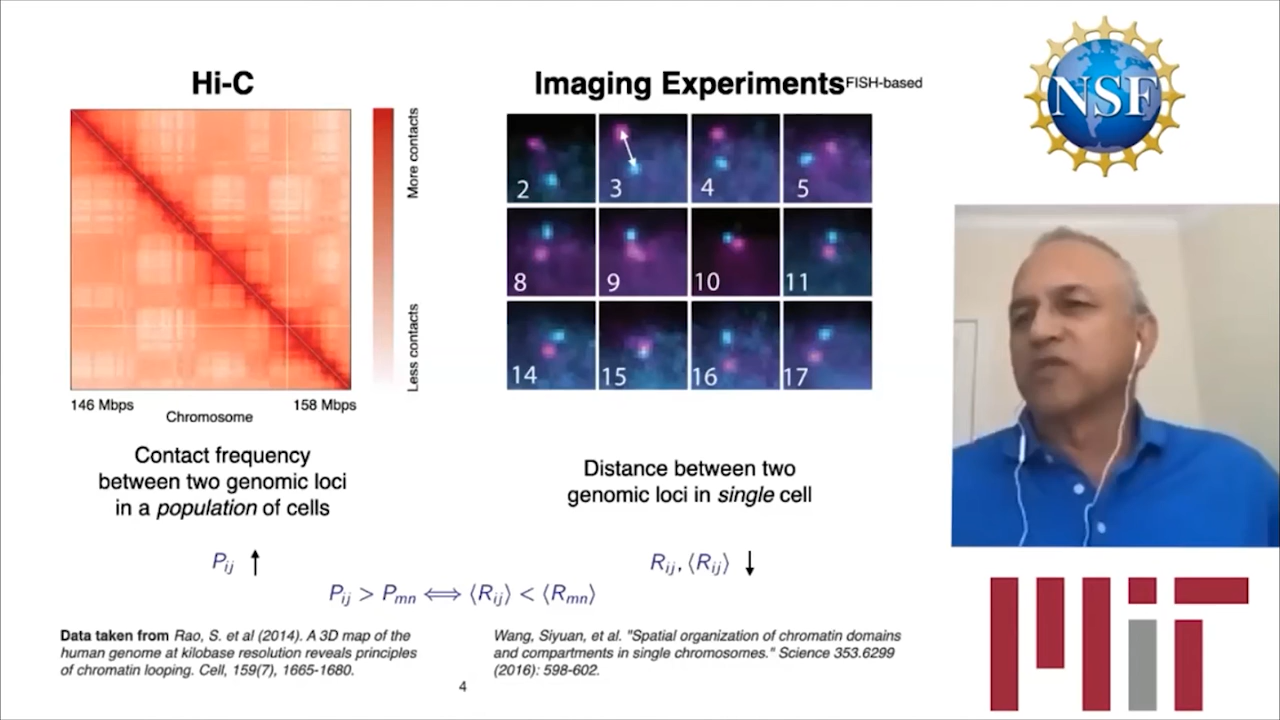 Hi-C
More contacts
Less contacts
146 Mbps
158 Mbps
Chromosome
Contact frequency
between two genomic loci
in a population of cells
P_ij ↑
Imaging Experiments FISH-based
2 3 4 5
8 9 10 11
14 15 16 17
Distance between two
genomic loci in single cell
R_ij, ⟨R_ij⟩ ↓
P_ij > P_mn ⟺ ⟨R_ij⟩ < ⟨R_mn⟩
Data taken from Rao, S. et al (2014). A 3D map of the
human genome at kilobase resolution reveals principles
of chromatin looping. Cell, 159(7), 1665-1680.
Wang, Siyuan, et al. "Spatial organization of chromatin domains
and compartments in single chromosomes." Science 353.6299
(2016): 598-602.
4
NSF
MIT